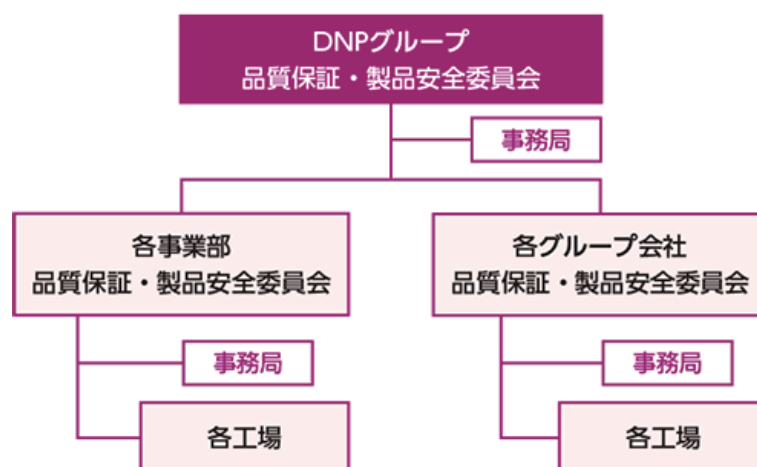 DNPグループ
品質保証・製品安全委員会
事務局
各事業部
品質保証・製品安全委員会
各グループ会社
品質保証・製品安全委員会
事務局
事務局
各工場
各工場